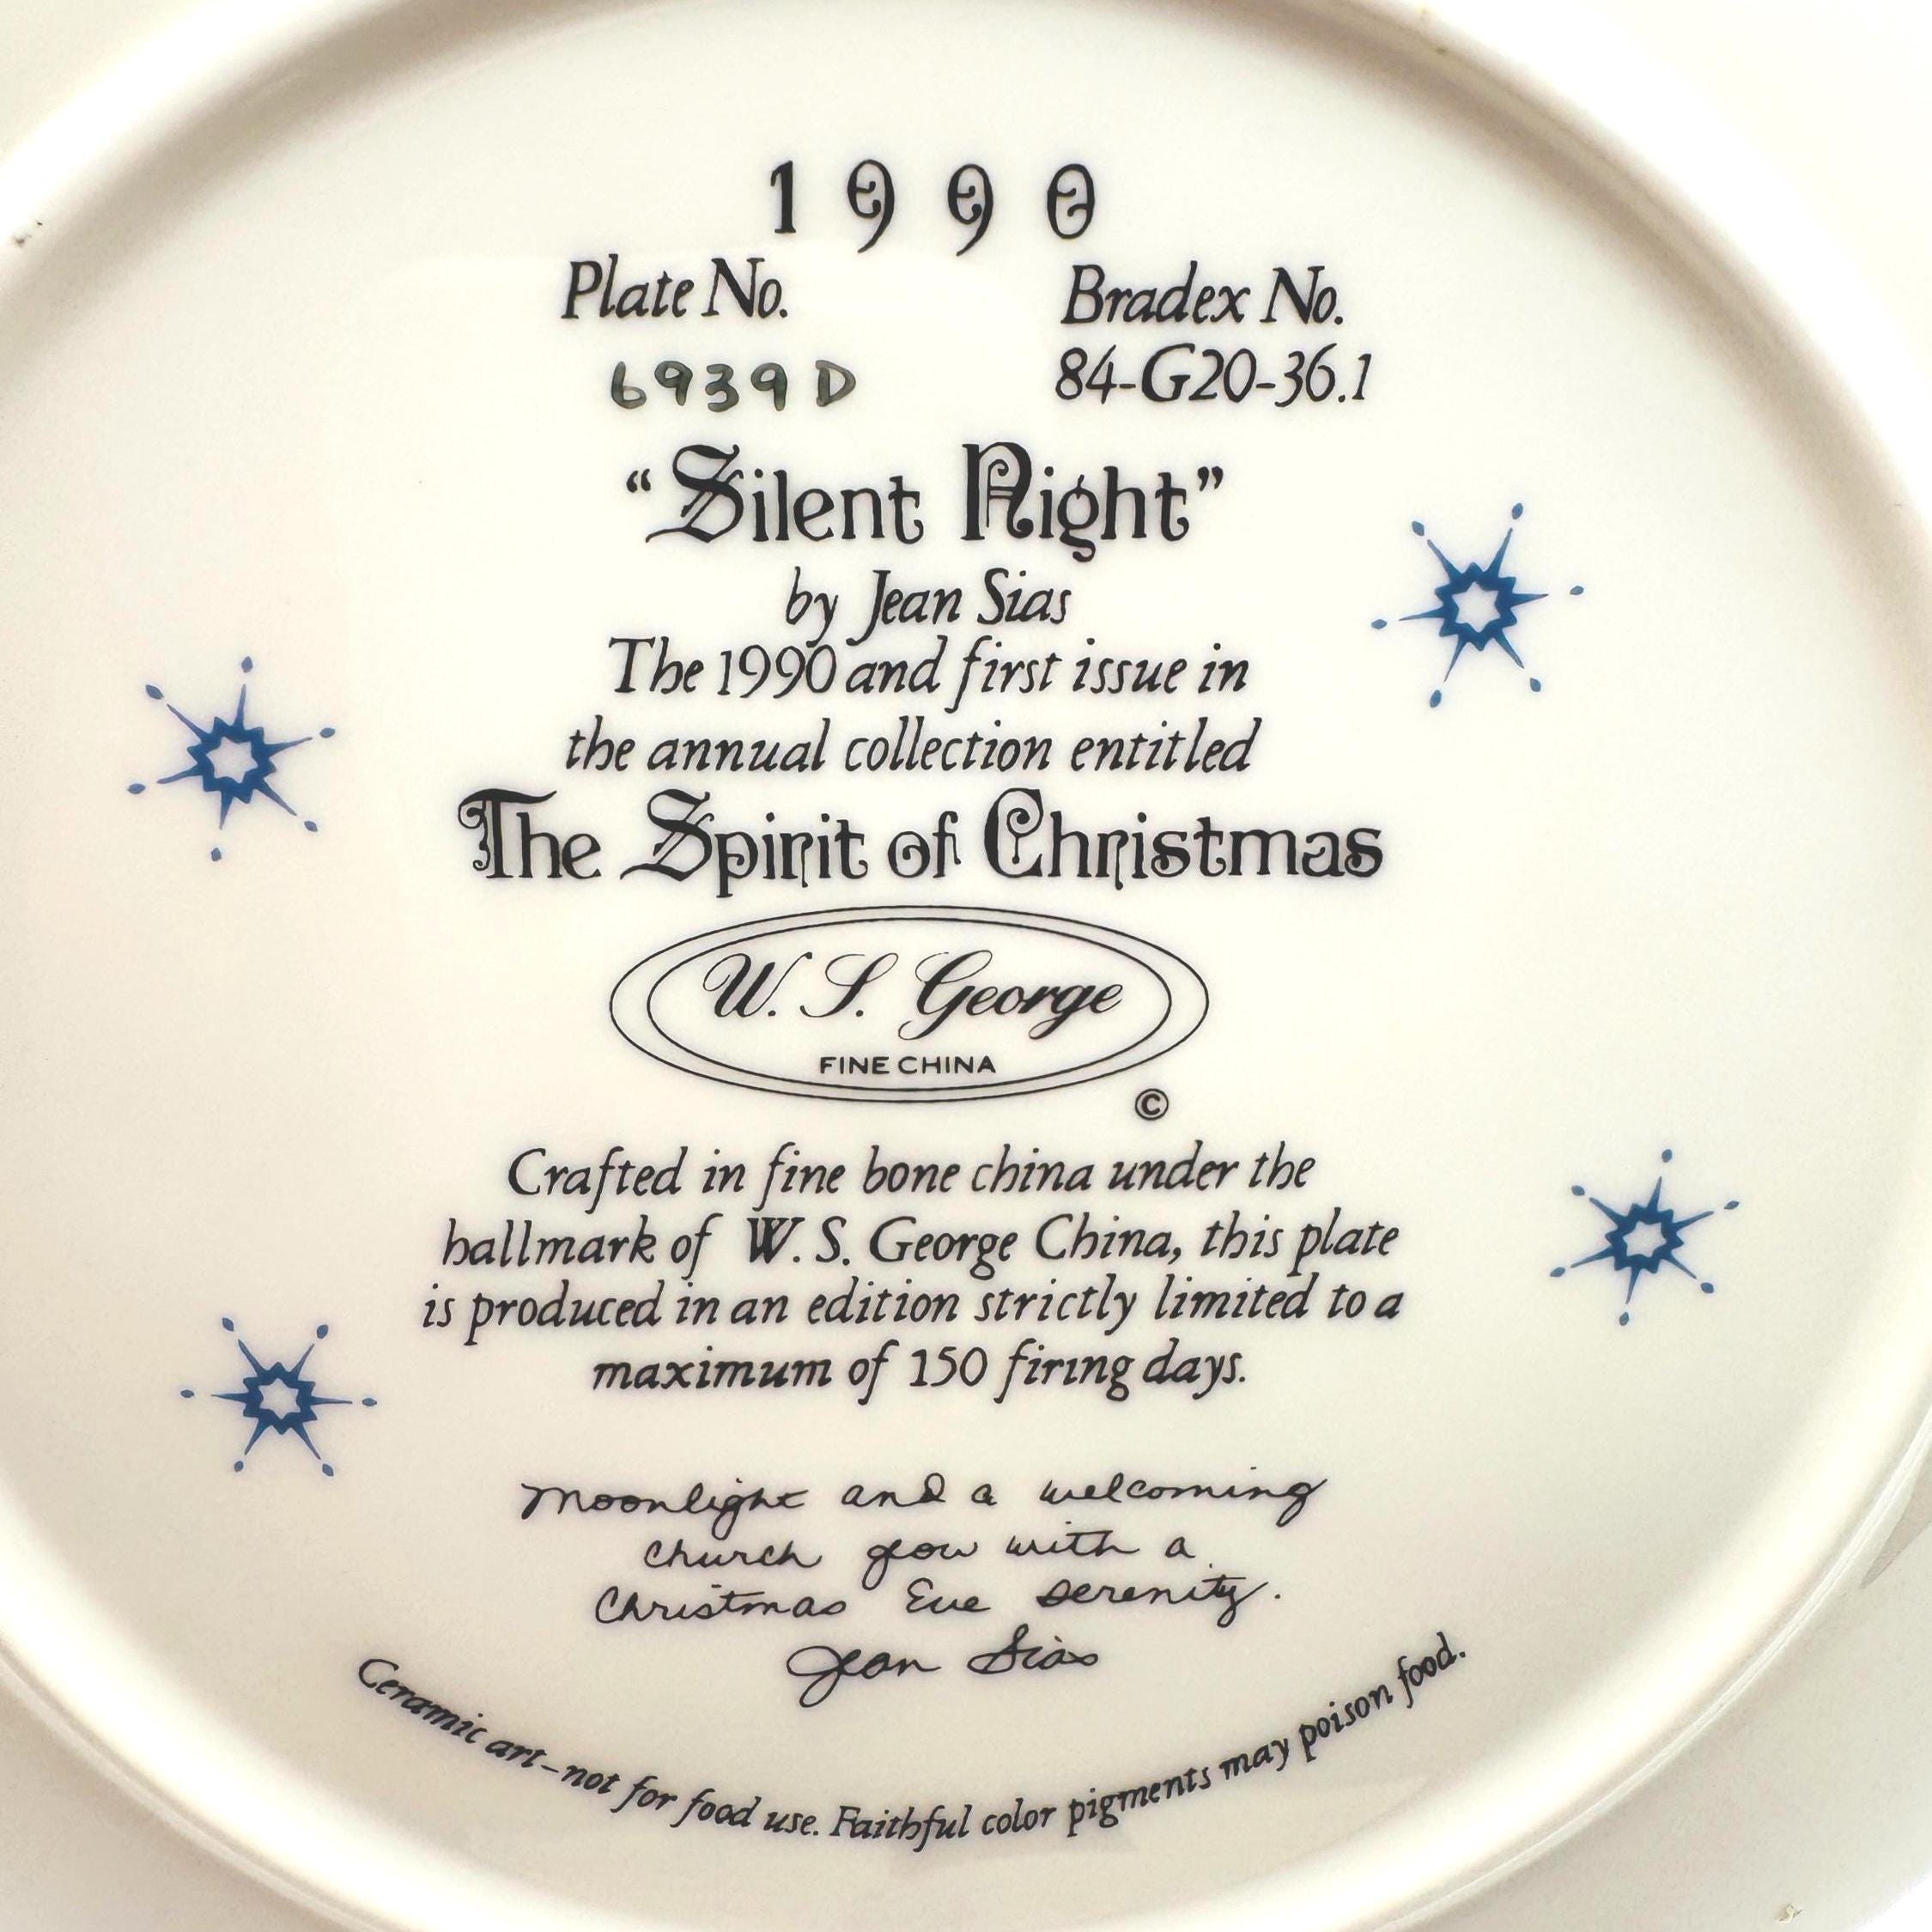 1990
Plate No. Bradex No.
6939D 84-G20-36.1
“Silent Night”
by Jean Sias
The 1990 and first issue in
the annual collection entitled
The Spirit of Christmas
W. S. George
FINE CHINA
©
Crafted in fine bone china under the
hallmark of W. S. George China, this plate
is produced in an edition strictly limited to a
maximum of 150 firing days.
Moonlight and a welcoming
church glow with a
Christmas Eve serenity.
Jean Sias
Ceramic art–not for food use. Faithful color pigments may poison food.